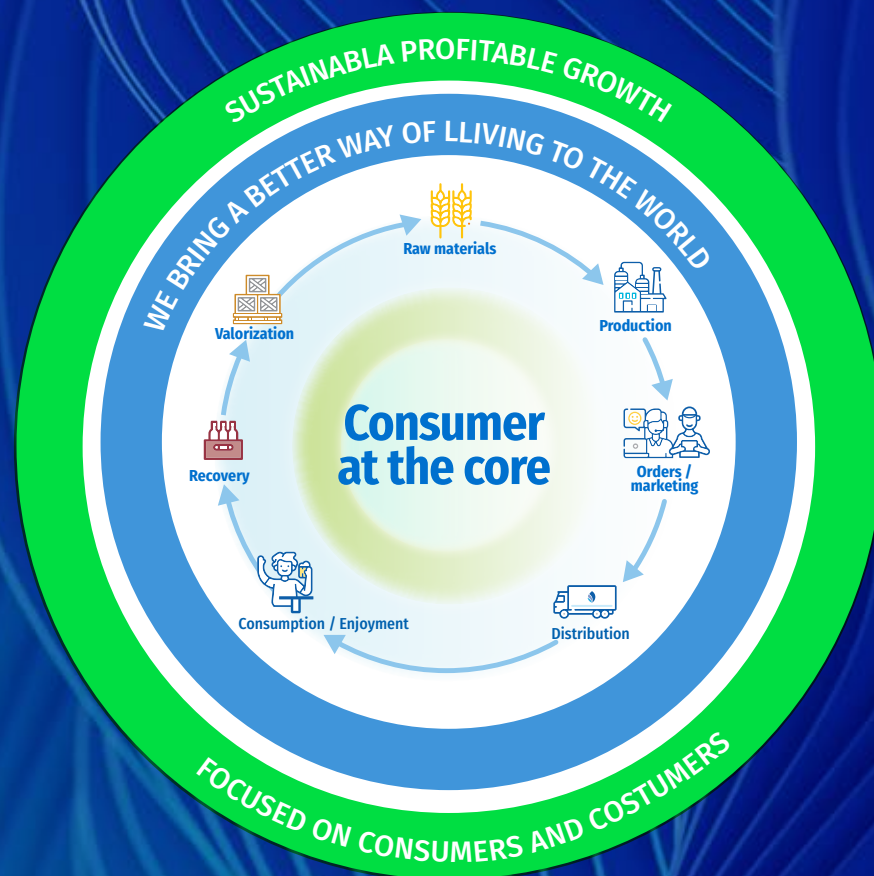 SUSTAINABLA PROFITABLE GROWTH
WE BRING A BETTER WAY OF LLIVING TO THE WORLD
Raw materials
Production
Orders /
marketing
Distribution
Consumption / Enjoyment
Recovery
Valorization
Consumer
at the core
FOCUSED ON CONSUMERS AND COSTUMERS